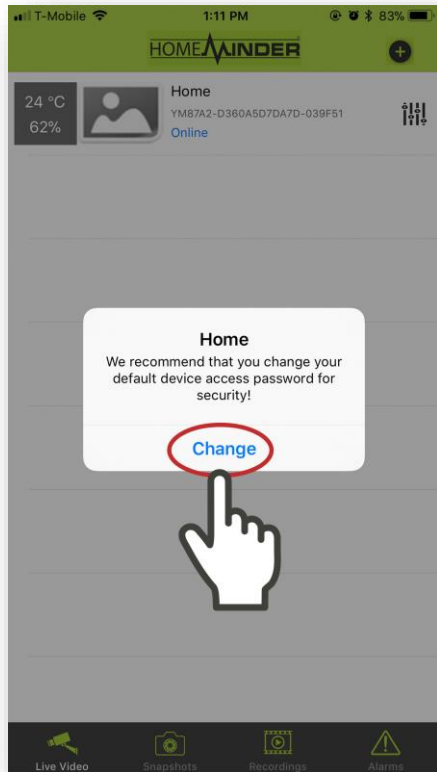 T-Mobile 1:11 PM 83%
HOMEMINDER
24 °C
62%
Home
YM87A2-D360A5D7DA7D-039F51
Online
Home
We recommend that you change your
default device access password for
security!
Change
Live Video Snapshots Recordings Alarms